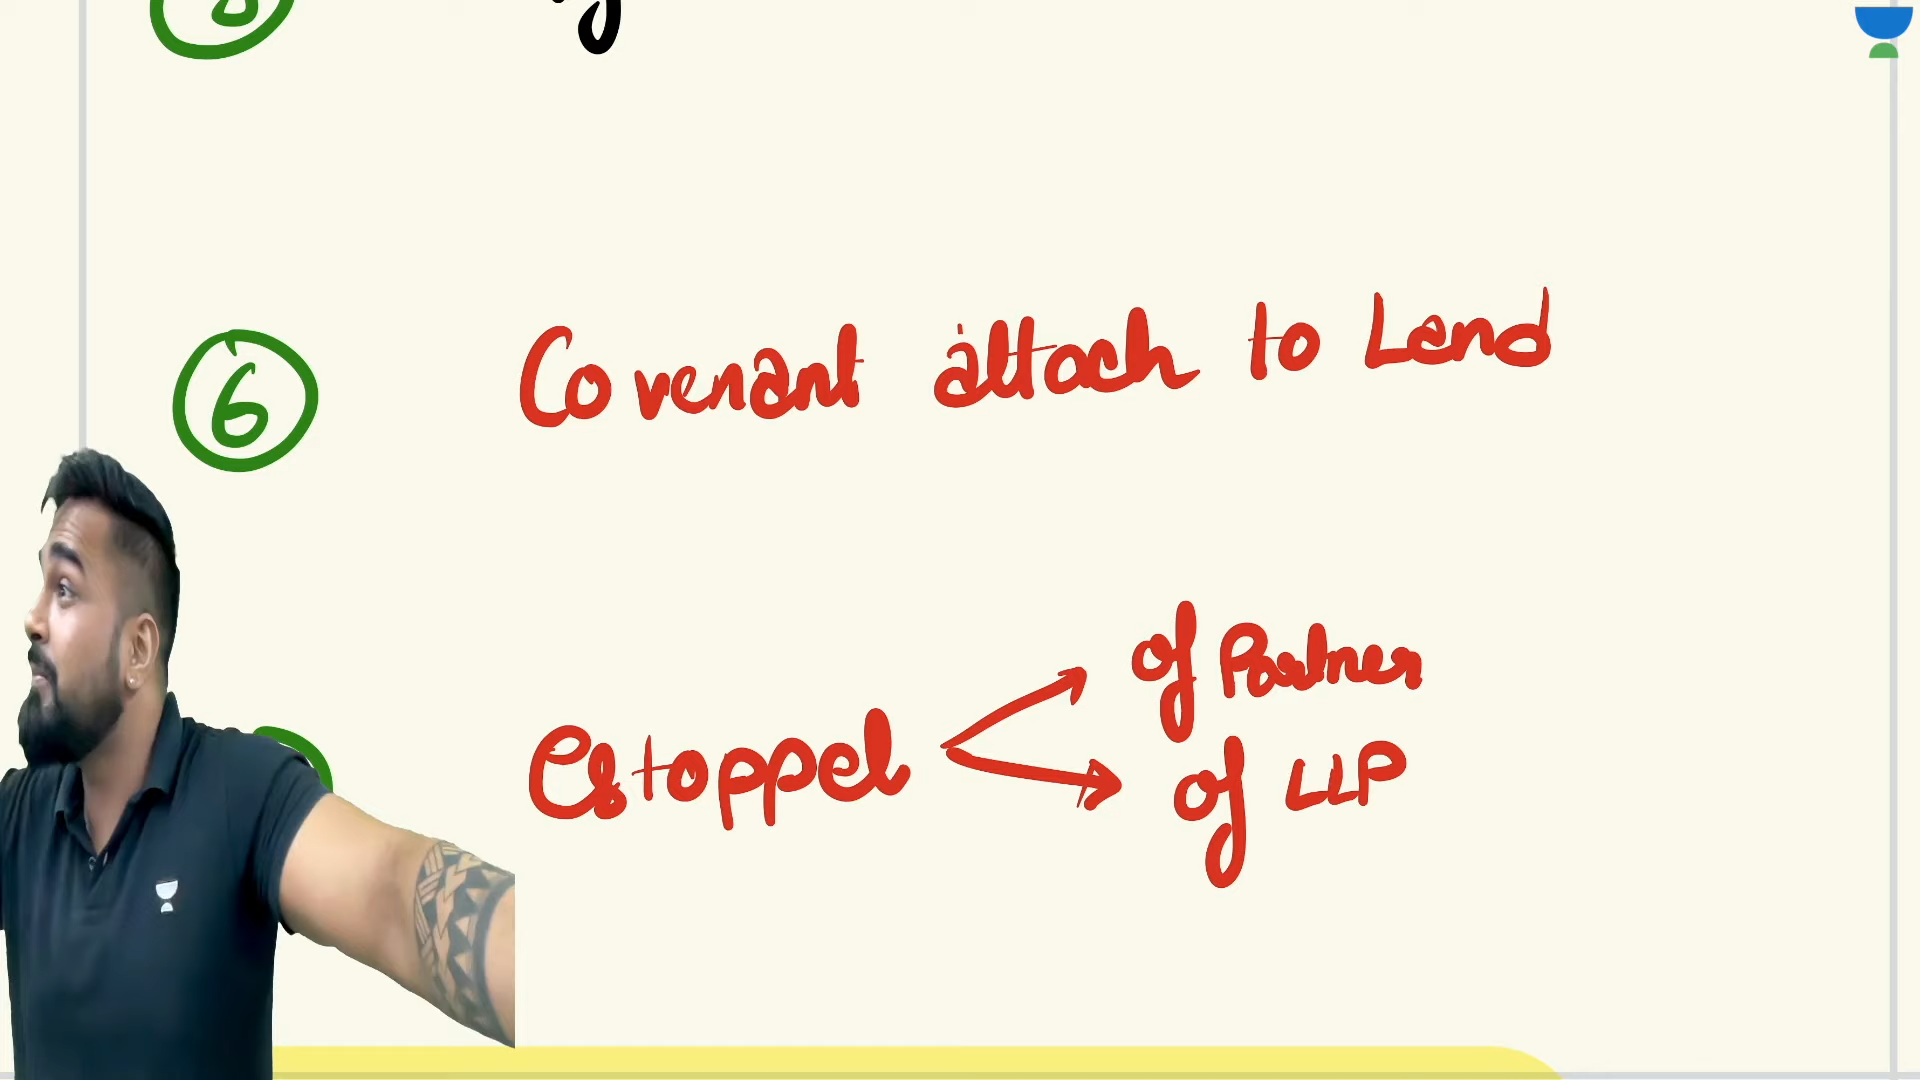 6 Covenant attach to Land
of Partner
Estoppel
of LLP